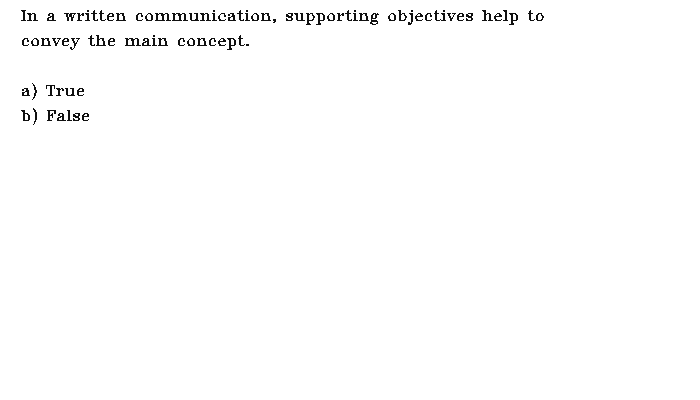 In a written communication, supporting objectives help to
convey the main concept.
a) True
b) False